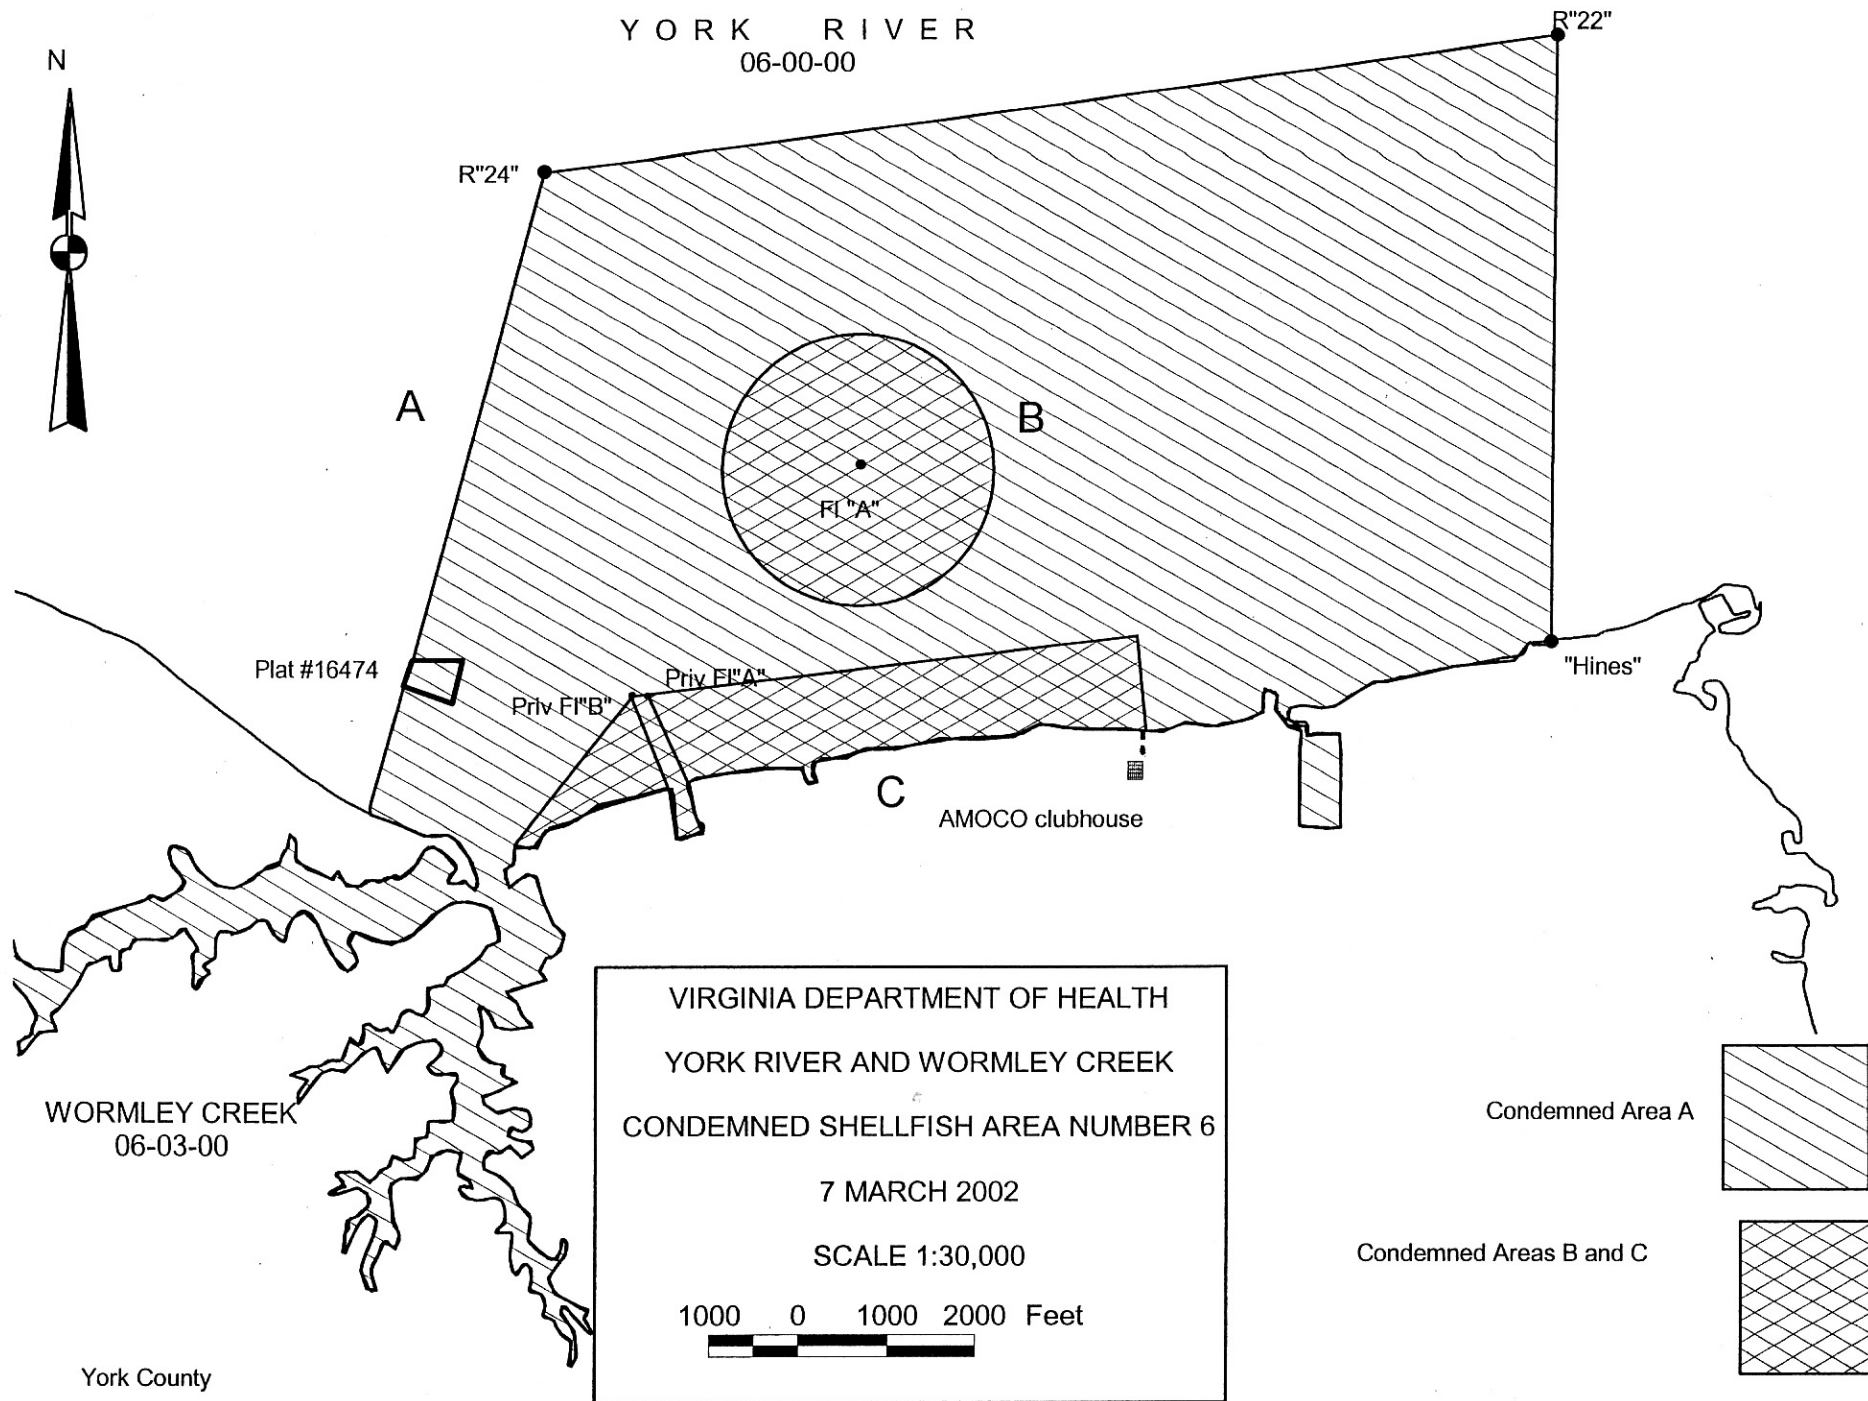 YORK RIVER
06-00-00
R"22"
N
R"24"
A
B
Fl "A"
Plat #16474
Priv Fl"A"
Priv Fl"B"
"Hines"
C
AMOCO clubhouse
VIRGINIA DEPARTMENT OF HEALTH
YORK RIVER AND WORMLEY CREEK
CONDEMNED SHELLFISH AREA NUMBER 6
7 MARCH 2002
SCALE 1:30,000
1000 0 1000 2000 Feet
WORMLEY CREEK
06-03-00
Condemned Area A
Condemned Areas B and C
York County